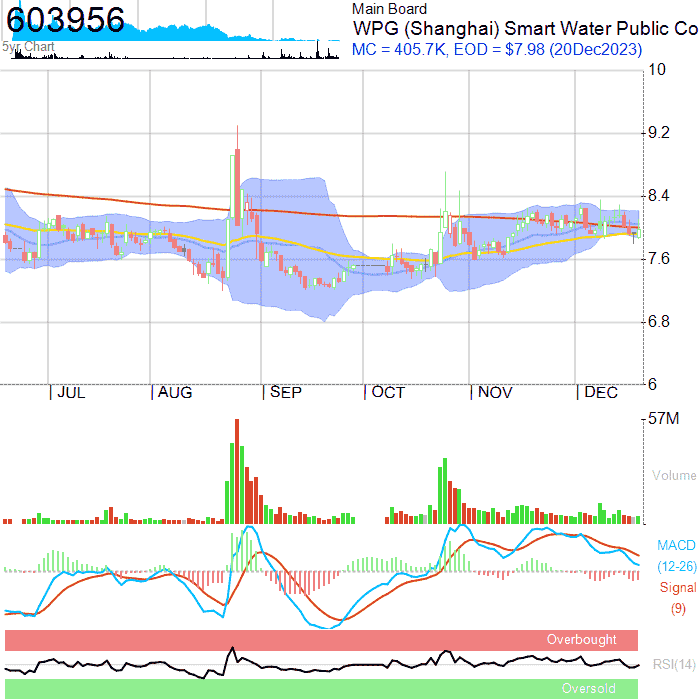 603956
5yr Chart
Main Board
WPG (Shanghai) Smart Water Public Co
MC = 405.7K, EOD = $7.98 (20Dec2023)
10
9.2
8.4
7.6
6.8
6
JUL AUG SEP OCT NOV DEC
57M
Volume
MACD
(12-26)
Signal
(9)
Overbought
RSI(14)
Oversold